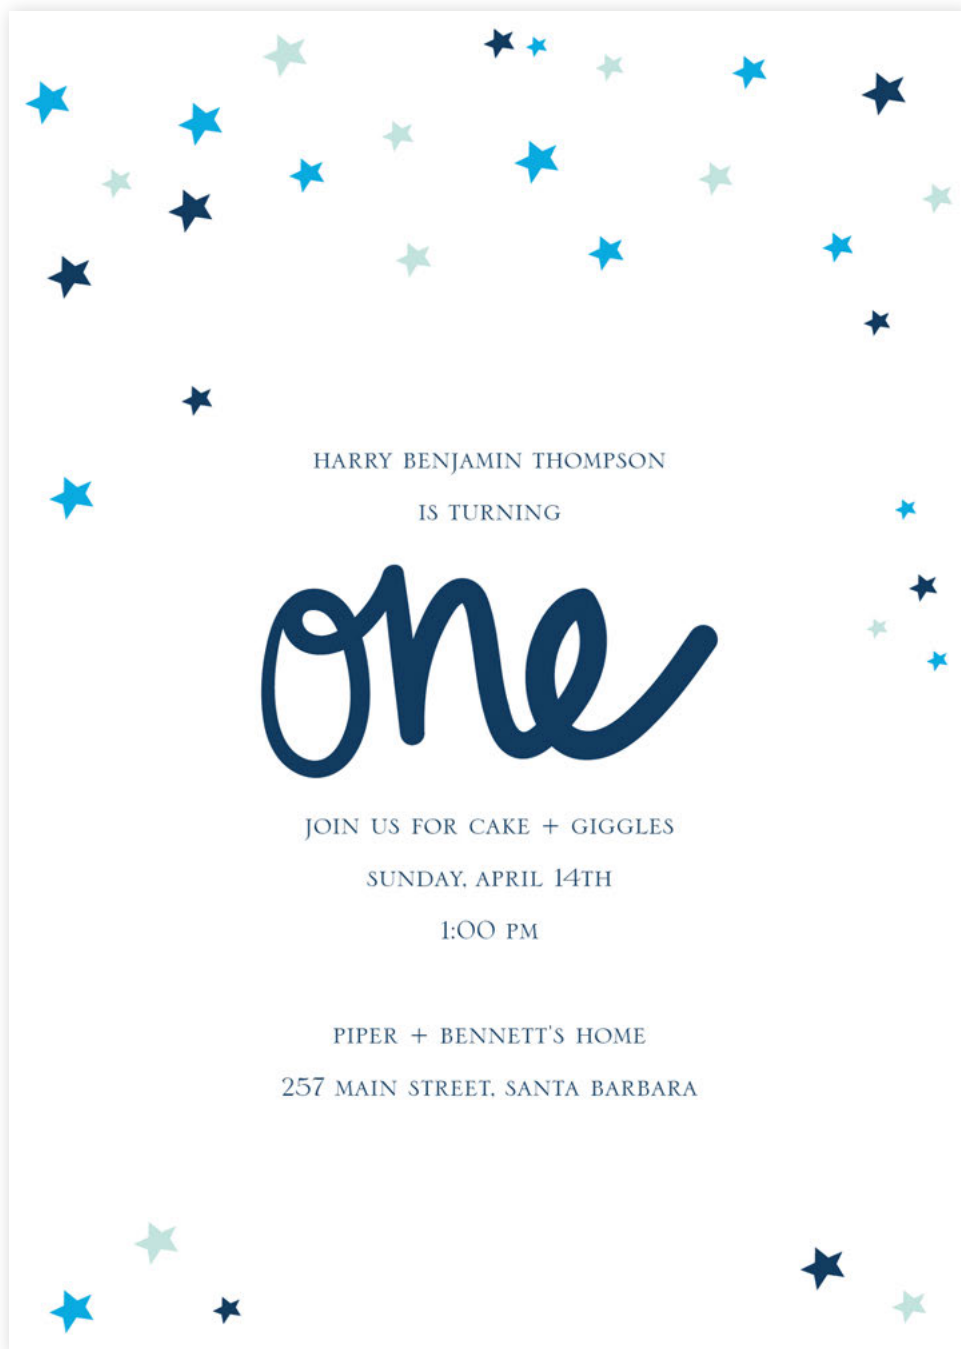 HARRY BENJAMIN THOMPSON
IS TURNING
one
JOIN US FOR CAKE + GIGGLES
SUNDAY, APRIL 14TH
1:00 PM
PIPER + BENNETT'S HOME
257 MAIN STREET, SANTA BARBARA